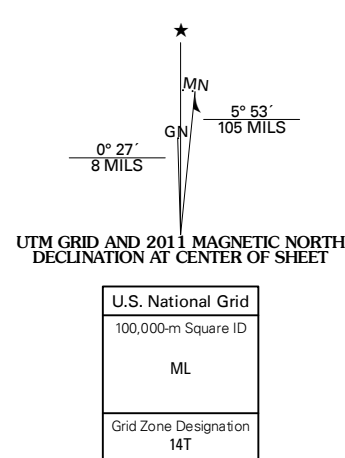 ★
MN
5° 53´
105 MILS
GN
0° 27´
8 MILS
UTM GRID AND 2011 MAGNETIC NORTH
DECLINATION AT CENTER OF SHEET
U.S. National Grid
100,000-m Square ID
ML
Grid Zone Designation
14T